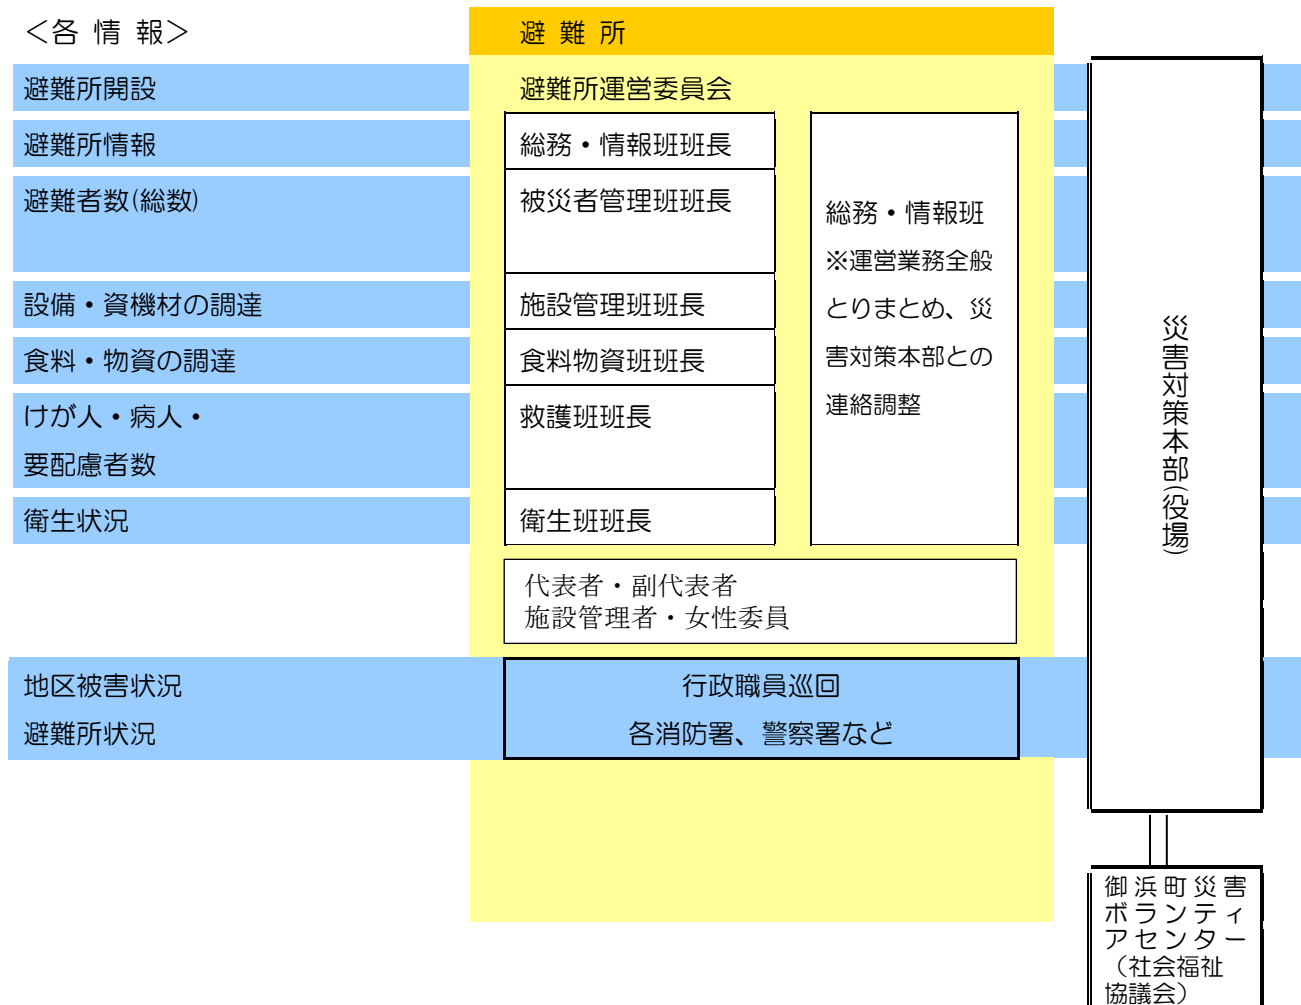 ＜各 情 報＞
避 難 所
避難所開設
避難所運営委員会
避難所情報
総務・情報班班長
避難者数(総数)
被災者管理班班長
設備・資機材の調達
施設管理班班長
食料・物資の調達
食料物資班班長
けが人・病人・
要配慮者数
救護班班長
衛生状況
衛生班班長
総務・情報班
※運営業務全般
とりまとめ、災
害対策本部との
連絡調整
代表者・副代表者
施設管理者・女性委員
地区被害状況
避難所状況
行政職員巡回
各消防署、警察署など
災害対策本部(役場)
御浜町災害
ボランティ
アセンター
（社会福祉
協議会）